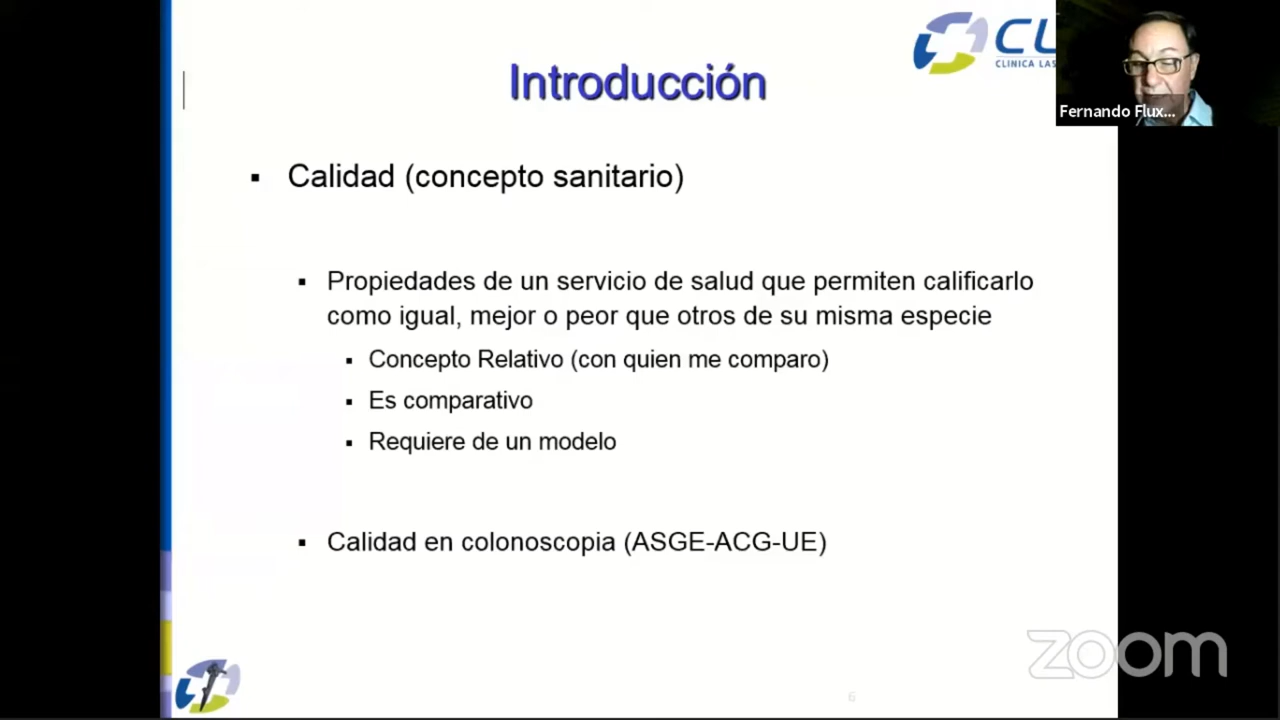 Introducción
CL
CLINICA LAS
Fernando Flux...
▪ Calidad (concepto sanitario)
▪ Propiedades de un servicio de salud que permiten calificarlo
como igual, mejor o peor que otros de su misma especie
▪ Concepto Relativo (con quien me comparo)
▪ Es comparativo
▪ Requiere de un modelo
▪ Calidad en colonoscopia (ASGE-ACG-UE)
zoom
6